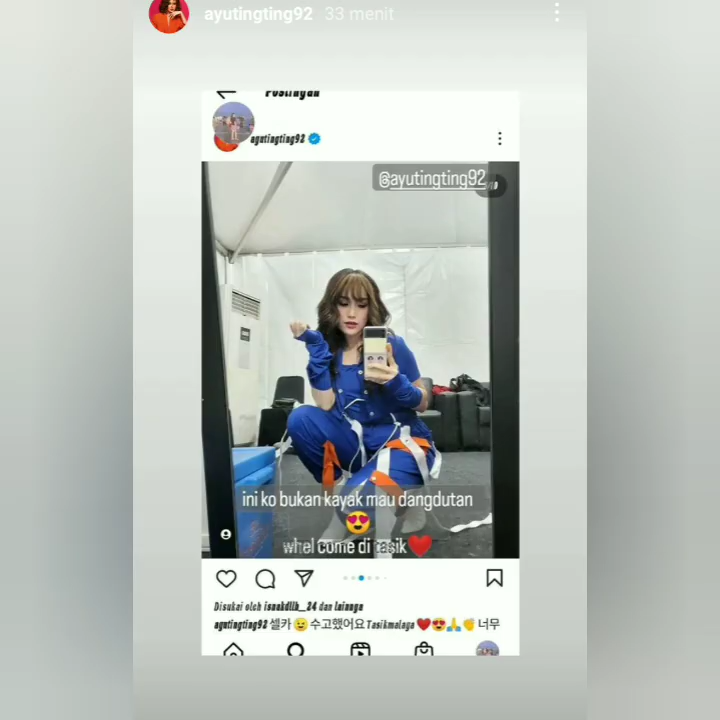 ayutingting92 33 menit
Postingan
ayutingting92
@ayutingting92
ini ko bukan kayak mau dangdutan
😍
whel come di tasik❤️
Disukai oleh isnakdllh_24 dan lainnya
ayutingting92 셀카 😉 수고했어요 Tasikmalaya ❤️😍🙏✊ 너무